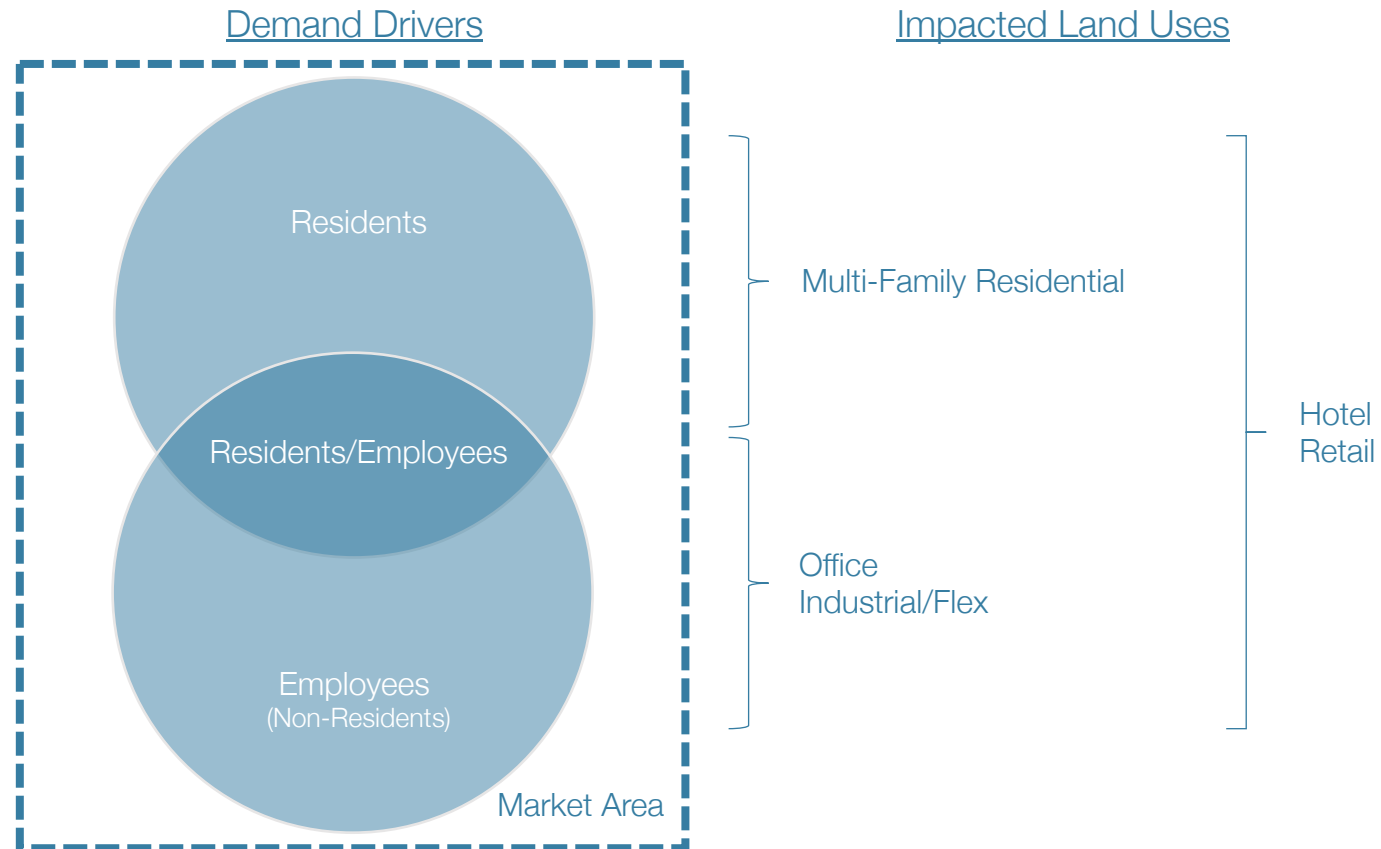 Demand Drivers
Impacted Land Uses
Residents
Multi-Family Residential
Residents/Employees
Hotel
Retail
Office
Industrial/Flex
Employees
(Non-Residents)
Market Area